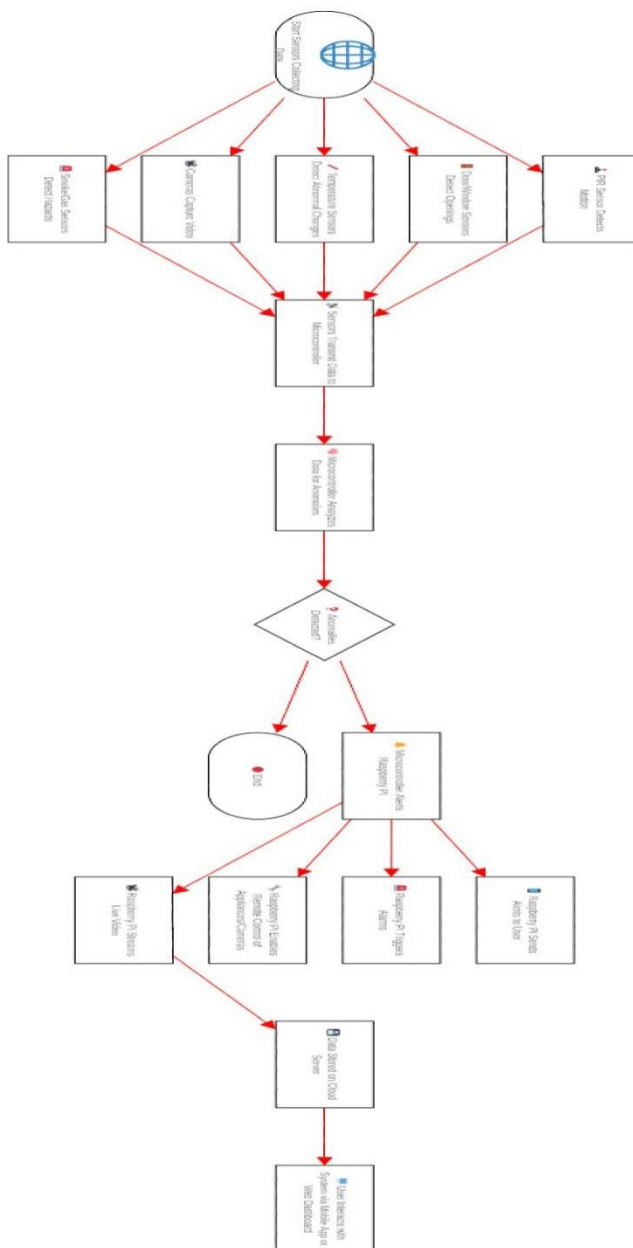 Start Sensors Collecting
Data
PIR Sensor Detects
Motion
Door/Window Sensors
Detect Openings
Temperature Sensors
Detect Abnormal Changes
Cameras Capture Video
Smoke/Gas Sensors
Detect Hazards
Sensors Transmit Data to
Microcontroller
Microcontroller Analyzes
Data for Anomalies
Anomalies
Detected?
Microcontroller Alerts
Raspberry Pi
End
Raspberry Pi Sends
Alerts to User
Raspberry Pi Triggers
Alarms
Raspberry Pi Enables
Remote Control of
Appliances/Cameras
Raspberry Pi Streams
Live Video
Data Stored on Cloud
Server
User Interacts with
System via Mobile App or
Web Dashboard